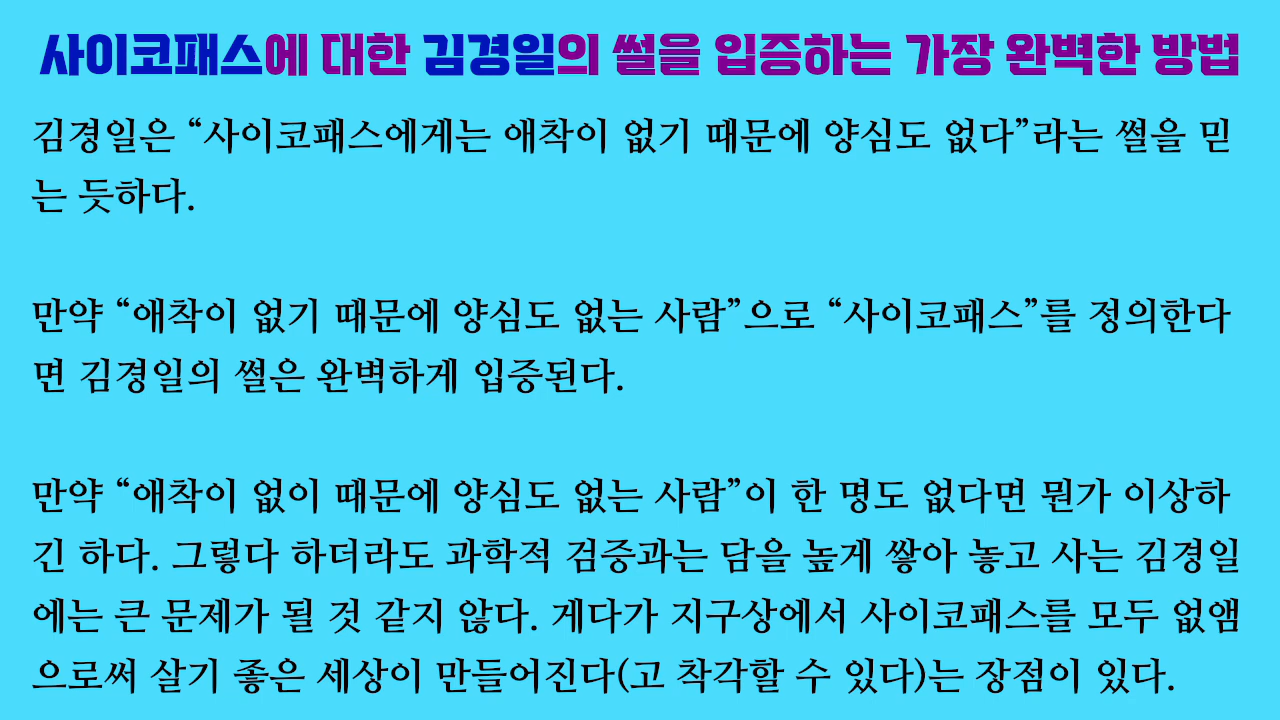 사이코패스에 대한 김경일의 썰을 입증하는 가장 완벽한 방법
김경일은 “사이코패스에게는 애착이 없기 때문에 양심도 없다”라는 썰을 믿
는 듯하다.
만약 “애착이 없기 때문에 양심도 없는 사람”으로 “사이코패스”를 정의한다
면 김경일의 썰은 완벽하게 입증된다.
만약 “애착이 없이 때문에 양심도 없는 사람”이 한 명도 없다면 뭔가 이상하
긴 하다. 그렇다 하더라도 과학적 검증과는 담을 높게 쌓아 놓고 사는 김경일
에는 큰 문제가 될 것 같지 않다. 게다가 지구상에서 사이코패스를 모두 없앰
으로써 살기 좋은 세상이 만들어진다(고 착각할 수 있다)는 장점이 있다.